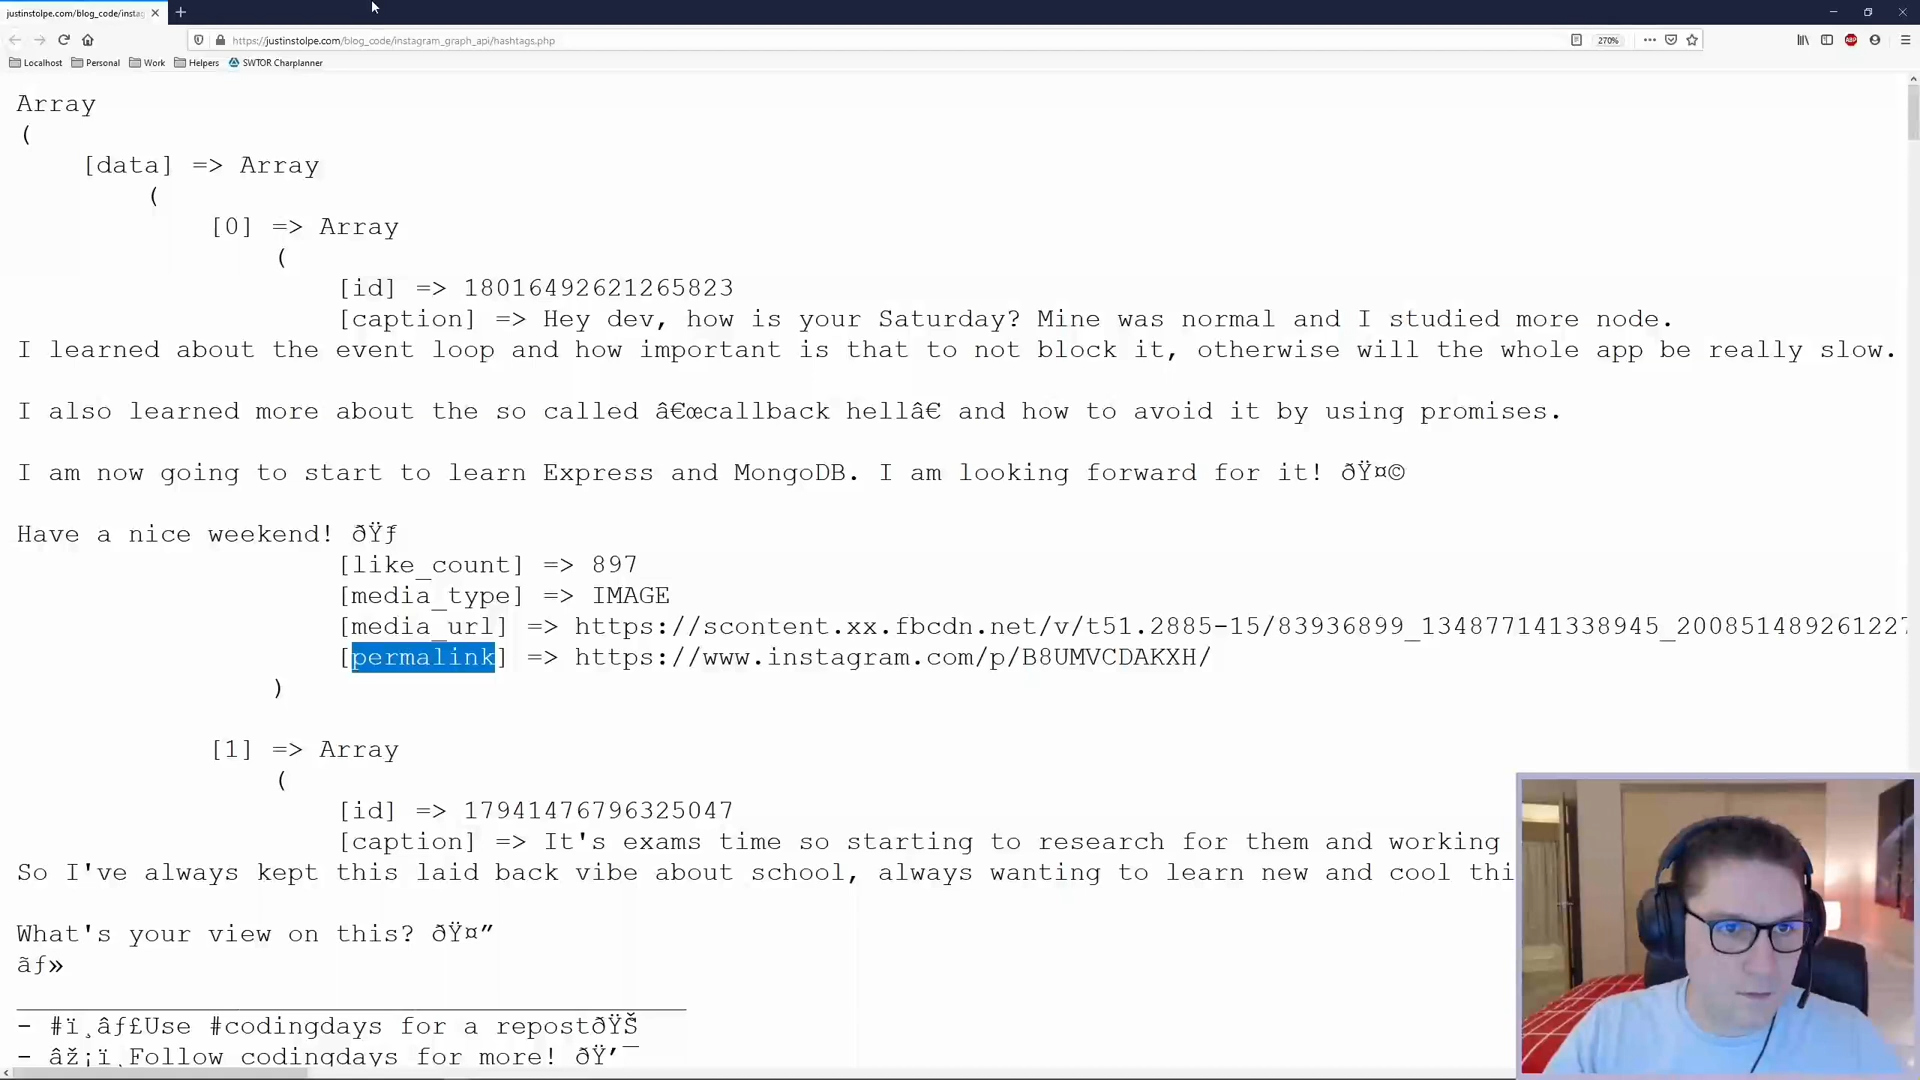 justinstolpe.com/blog_code/instag
https://justinstolpe.com/blog_code/instagram_graph_api/hashtags.php
270%
ABP
Localhost
Personal
Work
Helpers
SWTOR Charplanner
Array
(
[data] => Array
(
[0] => Array
(
[id] => 18016492621265823
[caption] => Hey dev, how is your Saturday? Mine was normal and I studied more node.
I learned about the event loop and how important is that to not block it, otherwise will the whole app be really slow.
I also learned more about the so called â€œcallback hellâ€ and how to avoid it by using promises.
I am now going to start to learn Express and MongoDB. I am looking forward for it! ðŸ¤©
Have a nice weekend! ðŸƒ
[like_count] => 897
[media_type] => IMAGE
[media_url] => https://scontent.xx.fbcdn.net/v/t51.2885-15/83936899_134877141338945_200851489261227
[permalink] => https://www.instagram.com/p/B8UMVCDAKXH/
)
[1] => Array
(
[id] => 17941476796325047
[caption] => It's exams time so starting to research for them and working
So I've always kept this laid back vibe about school, always wanting to learn new and cool thi
What's your view on this? ðŸ¤”
ãƒ»
- #ï¸âƒ£Use #codingdays for a repostðŸŠ
- âž¡ï¸Follow codingdays for more! ðŸ’¯